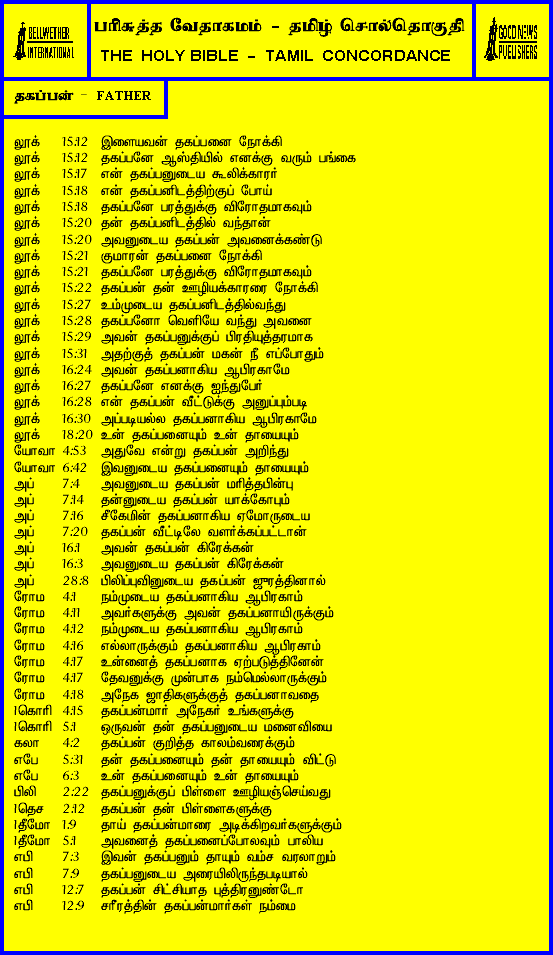 BELLWETHER
INTERNATIONAL
பரிசுத்த வேதாகமம் - தமிழ் சொல்தொகுதி
THE HOLY BIBLE - TAMIL CONCORDANCE
GOOD NEWS
PUBLISHERS
தகப்பன் - FATHER
லூக் 15:12 இளையவன் தகப்பனை நோக்கி
லூக் 15:12 தகப்பனே ஆஸ்தியில் எனக்கு வரும் பங்கை
லூக் 15:17 என் தகப்பனுடைய கூலிக்காரர்
லூக் 15:18 என் தகப்பனிடத்திற்குப் போய்
லூக் 15:18 தகப்பனே பரத்துக்கு விரோதமாகவும்
லூக் 15:20 தன் தகப்பனிடத்தில் வந்தான்
லூக் 15:20 அவனுடைய தகப்பன் அவனைக்கண்டு
லூக் 15:21 குமாரன் தகப்பனை நோக்கி
லூக் 15:21 தகப்பனே பரத்துக்கு விரோதமாகவும்
லூக் 15:22 தகப்பன் தன் ஊழியக்காரரை நோக்கி
லூக் 15:27 உம்முடைய தகப்பனிடத்தில்வந்து
லூக் 15:28 தகப்பனோ வெளியே வந்து அவனை
லூக் 15:29 அவன் தகப்பனுக்குப் பிரதியுத்தரமாக
லூக் 15:31 அதற்குத் தகப்பன் மகன் நீ எப்போதும்
லூக் 16:24 அவன் தகப்பனாகிய ஆபிரகாமே
லூக் 16:27 தகப்பனே எனக்கு ஐந்துபேர்
லூக் 16:28 என் தகப்பன் வீட்டுக்கு அனுப்பும்படி
லூக் 16:30 அப்படியல்ல தகப்பனாகிய ஆபிரகாமே
லூக் 18:20 உன் தகப்பனையும் உன் தாயையும்
யோவா 4:53 அதுவே என்று தகப்பன் அறிந்து
யோவா 6:42 இவனுடைய தகப்பனையும் தாயையும்
அப் 7:4 அவனுடைய தகப்பன் மரித்தபின்பு
அப் 7:14 தன்னுடைய தகப்பன் யாக்கோபும்
அப் 7:16 சீகேமின் தகப்பனாகிய ஏமோருடைய
அப் 7:20 தகப்பன் வீட்டிலே வளர்க்கப்பட்டான்
அப் 16:1 அவன் தகப்பன் கிரேக்கன்
அப் 16:3 அவனுடைய தகப்பன் கிரேக்கன்
அப் 28:8 பிலிப்புவினுடைய தகப்பன் ஜுரத்தினால்
ரோம 4:1 நம்முடைய தகப்பனாகிய ஆபிரகாம்
ரோம 4:11 அவர்களுக்கு அவன் தகப்பனாயிருக்கும்
ரோம 4:12 நம்முடைய தகப்பனாகிய ஆபிரகாம்
ரோம 4:16 எல்லாருக்கும் தகப்பனாகிய ஆபிரகாம்
ரோம 4:17 உன்னைத் தகப்பனாக ஏற்படுத்தினேன்
ரோம 4:17 தேவனுக்கு முன்பாக நம்மெல்லாருக்கும்
ரோம 4:18 அநேக ஜாதிகளுக்குத் தகப்பனாவதை
1கொரி 4:15 தகப்பன்மார் அநேகர் உங்களுக்கு
1கொரி 5:1 ஒருவன் தன் தகப்பனுடைய மனைவியை
கலா 4:2 தகப்பன் குறித்த காலம்வரைக்கும்
எபே 5:31 தன் தகப்பனையும் தன் தாயையும் விட்டு
எபே 6:3 உன் தகப்பனையும் உன் தாயையும்
பிலி 2:22 தகப்பனுக்குப் பிள்ளை ஊழியஞ்செய்வது
1தெச 2:12 தகப்பன் தன் பிள்ளைகளுக்கு
1தீமோ 1:9 தாய் தகப்பன்மாரை அடிக்கிறவர்களுக்கும்
1தீமோ 5:1 அவனைத் தகப்பனைப்போலவும் பாலிய
எபி 7:3 இவன் தகப்பனும் தாயும் வம்ச வரலாறும்
எபி 7:9 தகப்பனுடைய அரையிலிருந்தபடியால்
எபி 12:7 தகப்பன் சிட்சியாத புத்திரனுண்டோ
எபி 12:9 சரீரத்தின் தகப்பன்மார்கள் நம்மை